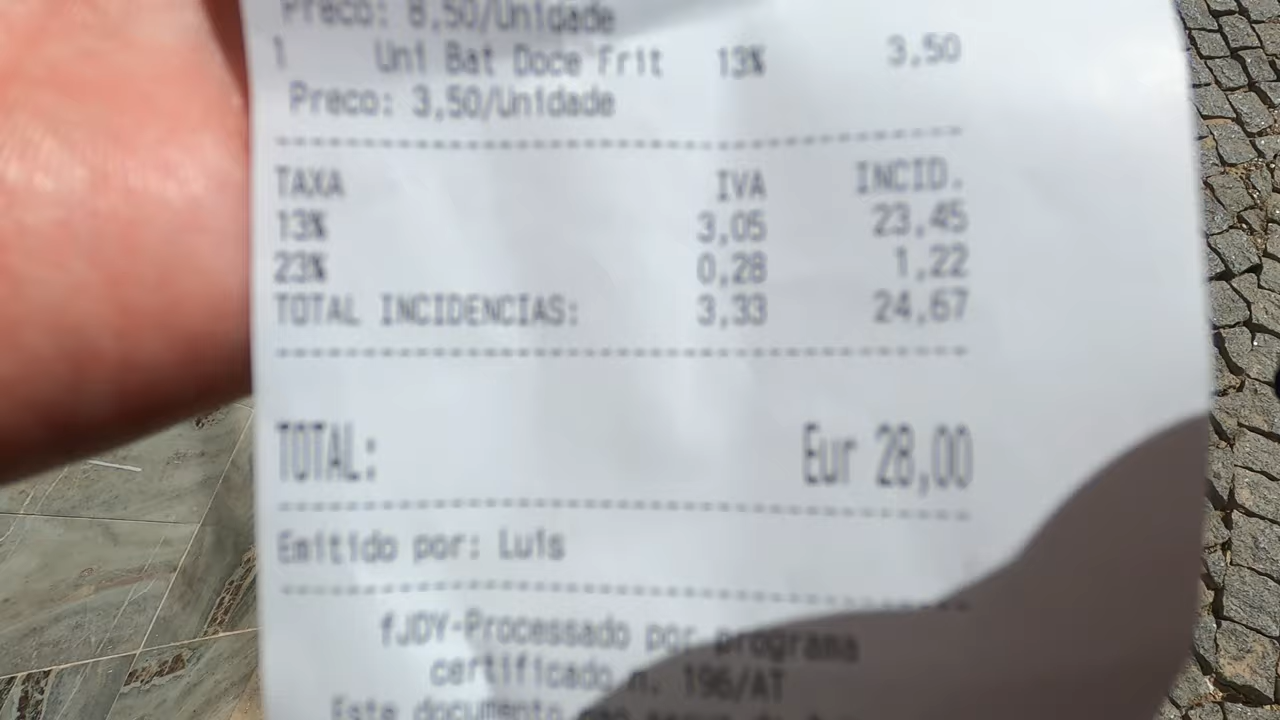 Preco: 8,50/Unidade
1 Uni Bat Doce Frit 13% 3,50
Preco: 3,50/Unidade
TAXA IVA INCID.
13% 3,05 23,45
23% 0,28 1,22
TOTAL INCIDENCIAS: 3,33 24,67
TOTAL: Eur 28,00
Emitido por: Luis
fJDY-Processado por programa
certificado n. 196/AT
Este documento nao